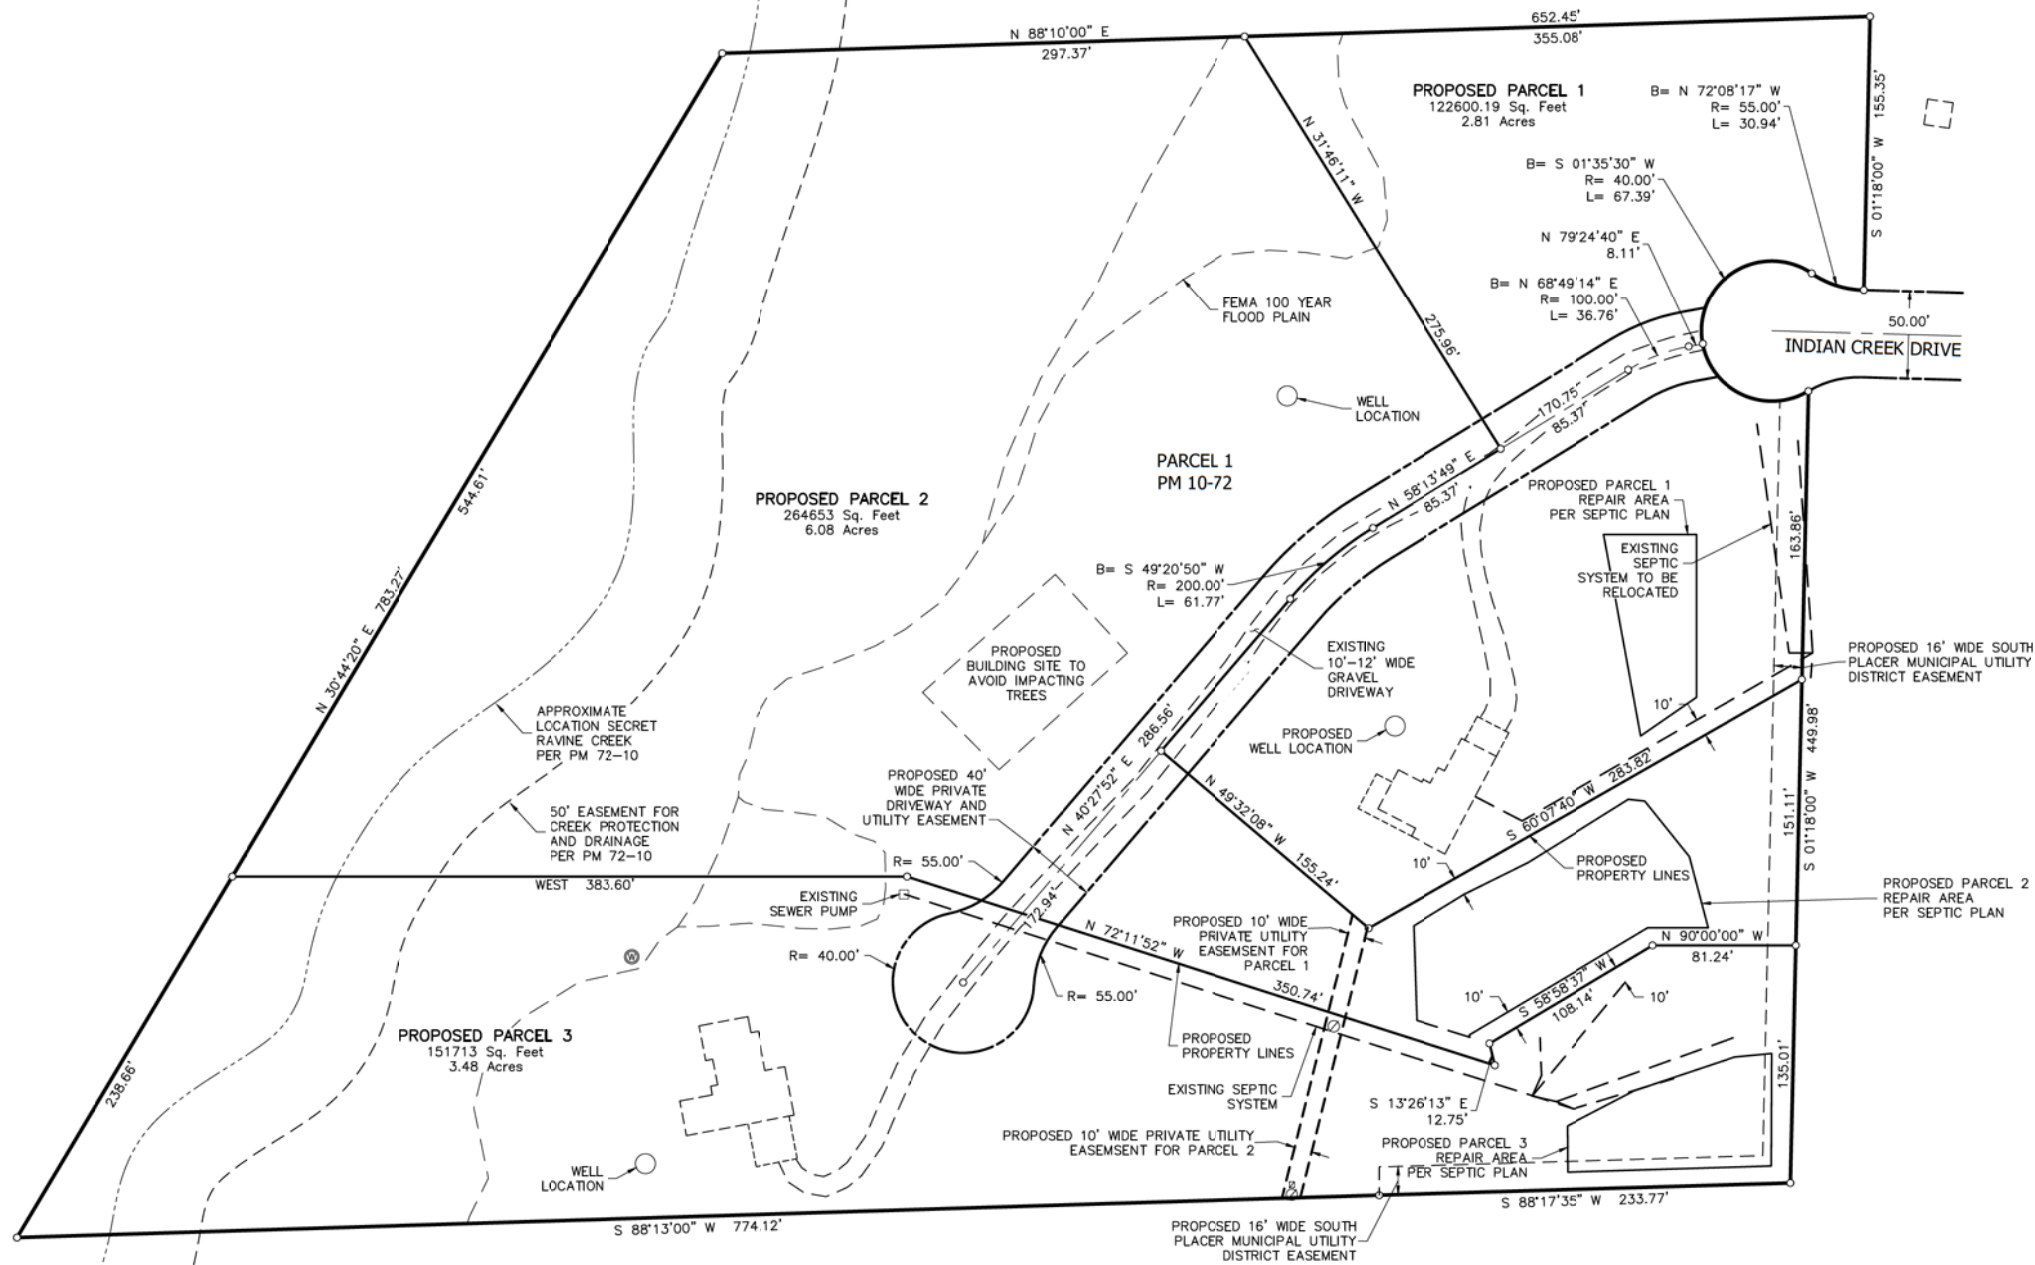 652.45'
N 88°10'00" E
297.37'
355.08'
PROPOSED PARCEL 1
122600.19 Sq. Feet
2.81 Acres
B= N 72°08'17" W
R= 55.00'
L= 30.94'
S 01°18'00" W 155.35'
N 31°46'11" W
275.96'
B= S 01°35'30" W
R= 40.00'
L= 67.39'
N 79°24'40" E
8.11'
B= N 68°49'14" E
R= 100.00'
L= 36.76'
FEMA 100 YEAR
FLOOD PLAIN
50.00'
INDIAN CREEK DRIVE
WELL
LOCATION
170.75'
85.37'
PARCEL 1
PM 10-72
N 58°13'49" E
85.37'
544.61'
PROPOSED PARCEL 2
264653 Sq. Feet
6.08 Acres
PROPOSED PARCEL 1
REPAIR AREA
PER SEPTIC PLAN
EXISTING
SEPTIC
SYSTEM TO BE
RELOCATED
163.86'
B= S 49°20'50" W
R= 200.00'
L= 61.77'
N 30°44'20" E 783.27'
PROPOSED
BUILDING SITE TO
AVOID IMPACTING
TREES
EXISTING
10'-12' WIDE
GRAVEL
DRIVEWAY
PROPOSED 16' WIDE SOUTH
PLACER MUNICIPAL UTILITY
DISTRICT EASEMENT
10'
APPROXIMATE
LOCATION SECRET
RAVINE CREEK
PER PM 72-10
PROPOSED
WELL LOCATION
N 40°27'52" E 286.56'
PROPOSED 40'
WIDE PRIVATE
DRIVEWAY AND
UTILITY EASEMENT
N 49°32'08" W 155.24'
S 60°07'40" W 283.82'
S 01°18'00" W 449.98'
151.11'
50' EASEMENT FOR
CREEK PROTECTION
AND DRAINAGE
PER PM 72-10
R= 55.00'
10'
PROPOSED
PROPERTY LINES
WEST 383.60'
EXISTING
SEWER PUMP
PROPOSED PARCEL 2
REPAIR AREA
PER SEPTIC PLAN
72.94'
N 72°11'52" W
350.74'
PROPOSED 10' WIDE
PRIVATE UTILITY
EASEMSENT FOR
PARCEL 1
N 90°00'00" W
81.24'
W
R= 40.00'
R= 55.00'
10'
S 58°58'37" W
108.14'
10'
PROPOSED PARCEL 3
151713 Sq. Feet
3.48 Acres
PROPOSED
PROPERTY LINES
EXISTING SEPTIC
SYSTEM
238.66'
135.01'
S 13°26'13" E
12.75'
PROPOSED 10' WIDE PRIVATE UTILITY
EASEMSENT FOR PARCEL 2
PROPOSED PARCEL 3
REPAIR AREA
PER SEPTIC PLAN
WELL
LOCATION
S 88°17'35" W 233.77'
S 88°13'00" W 774.12'
PROPOSED 16' WIDE SOUTH
PLACER MUNICIPAL UTILITY
DISTRICT EASEMENT